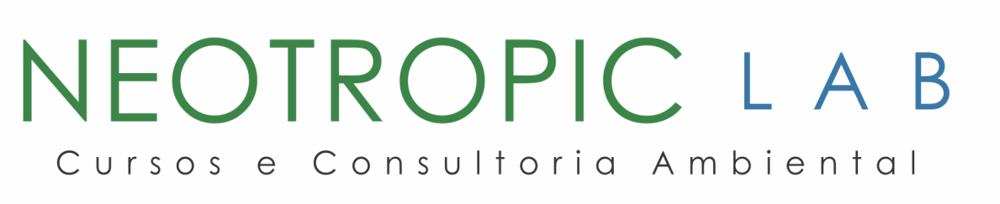 NEOTROPIC LAB
Cursos e Consultoria Ambiental